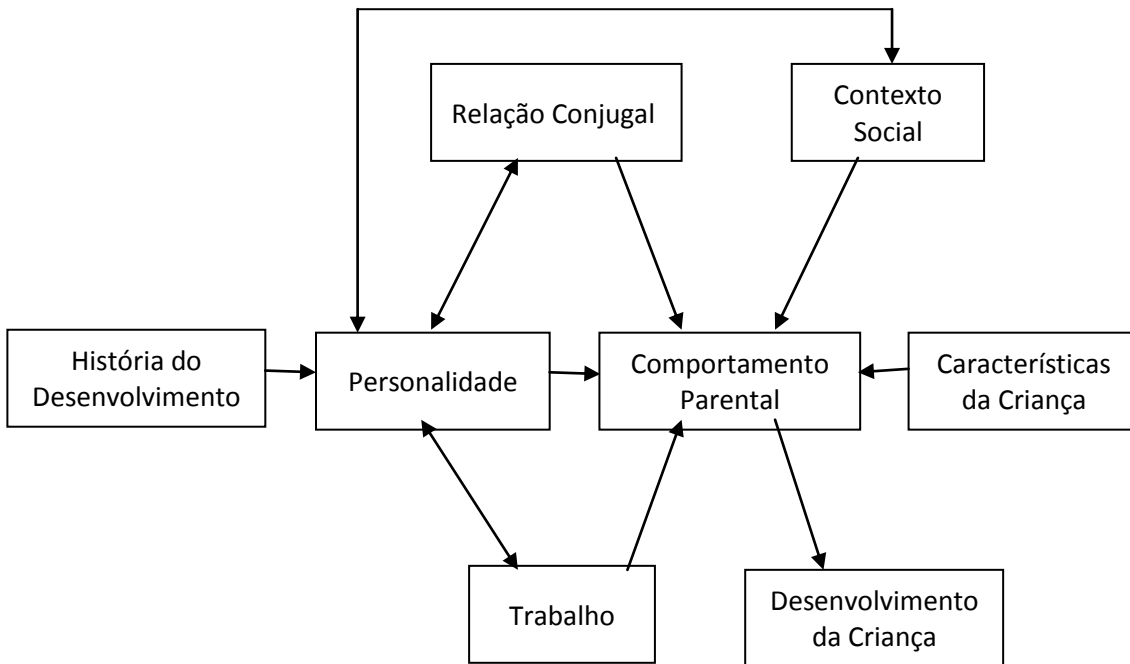 Relação Conjugal
Contexto
Social
História do
Desenvolvimento
Personalidade
Comportamento
Parental
Características
da Criança
Trabalho
Desenvolvimento
da Criança